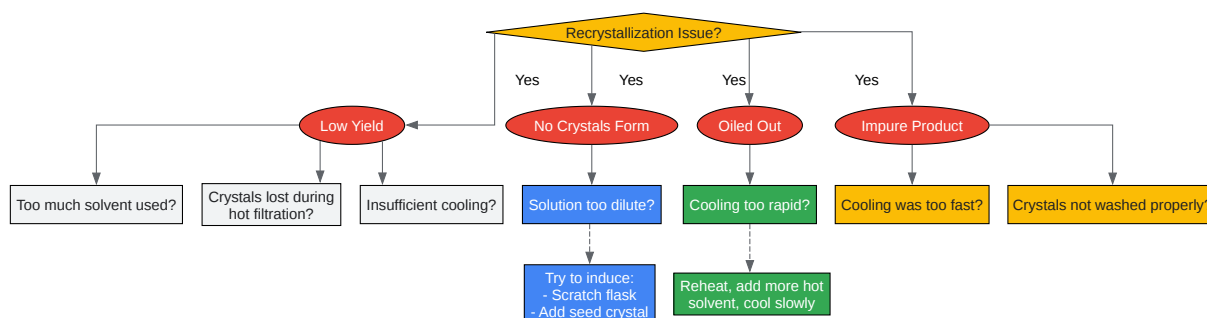 Recrystallization Issue?
Yes
Yes
Yes
Yes
Low Yield
No Crystals Form
Oiled Out
Impure Product
Too much solvent used?
Crystals lost during
hot filtration?
Insufficient cooling?
Solution too dilute?
Cooling too rapid?
Cooling was too fast?
Crystals not washed properly?
Try to induce:
- Scratch flask
- Add seed crystal
Reheat, add more hot
solvent, cool slowly